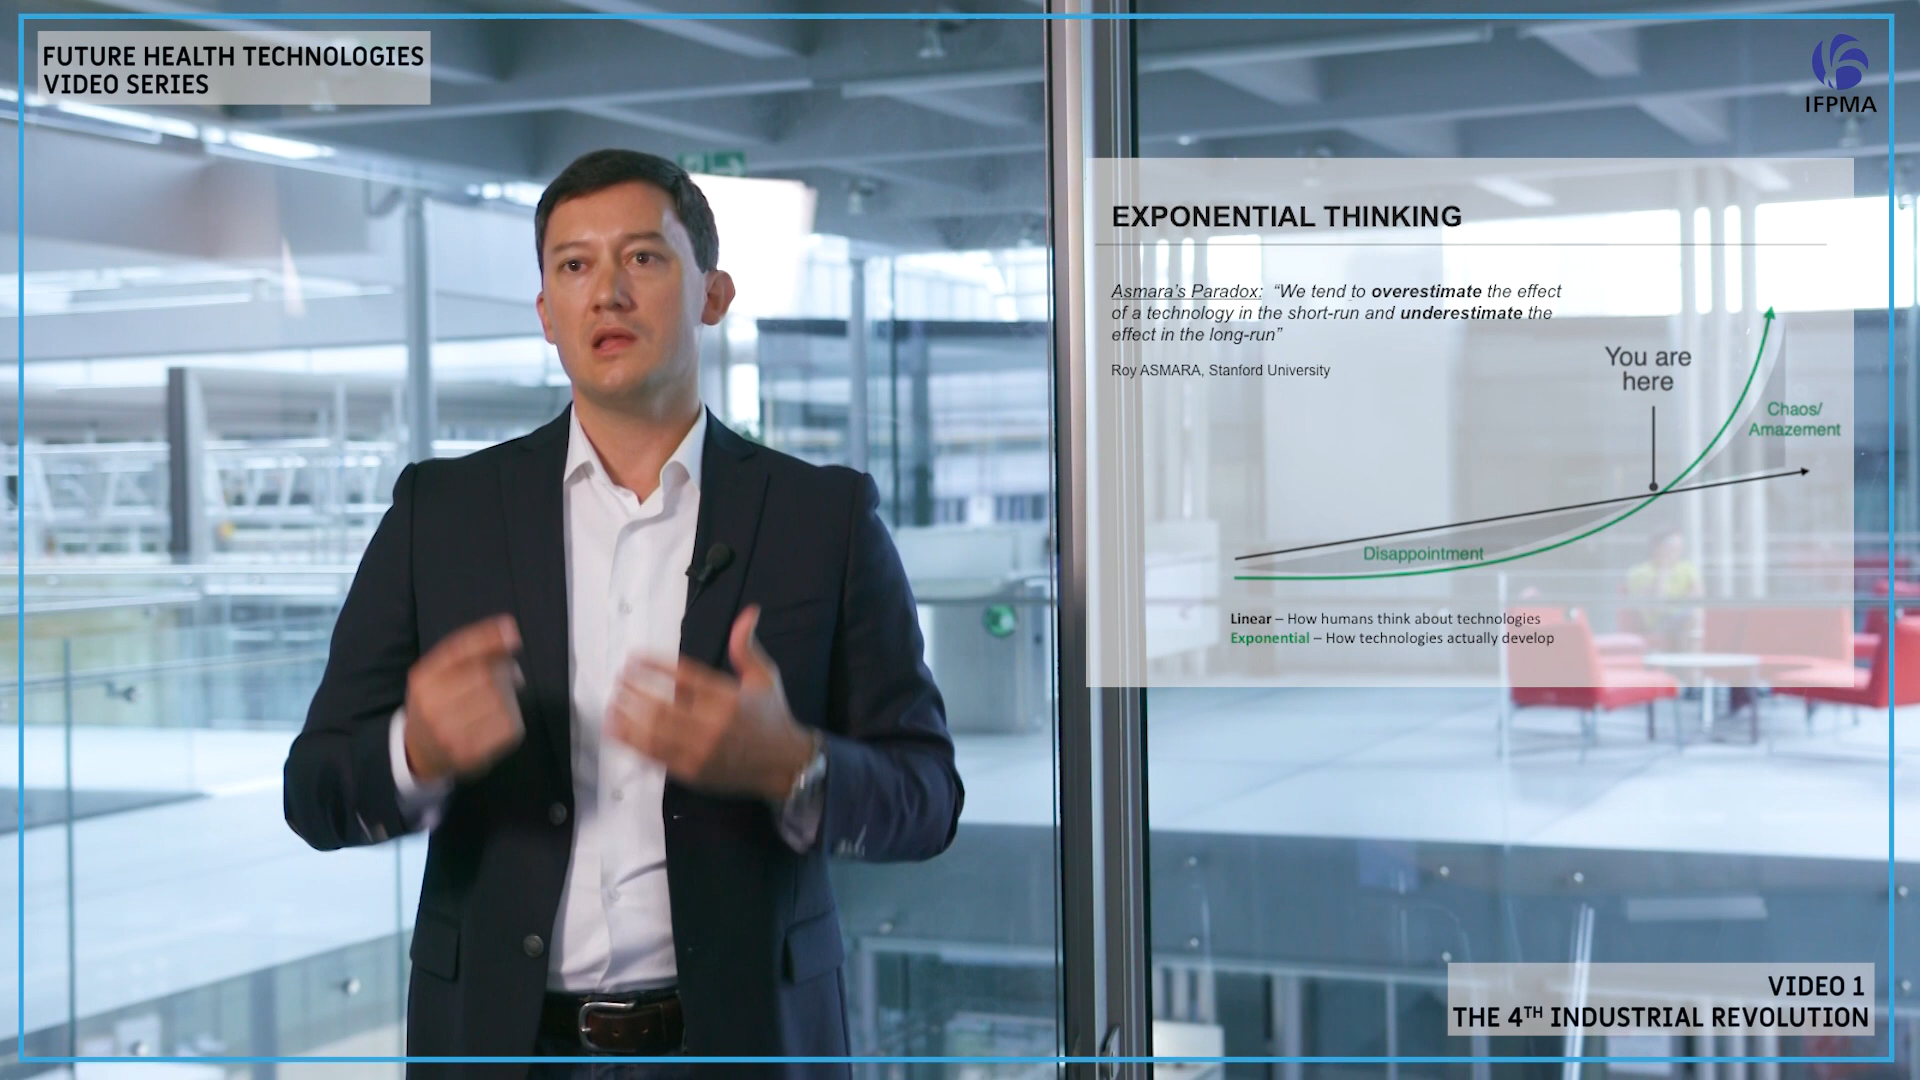 FUTURE HEALTH TECHNOLOGIES
VIDEO SERIES
IFPMA
EXPONENTIAL THINKING
Asmara's Paradox: “We tend to overestimate the effect
of a technology in the short-run and underestimate the
effect in the long-run”
Roy ASMARA, Stanford University
You are
here
Chaos/
Amazement
Disappointment
Linear – How humans think about technologies
Exponential – How technologies actually develop
VIDEO 1
THE 4TH INDUSTRIAL REVOLUTION